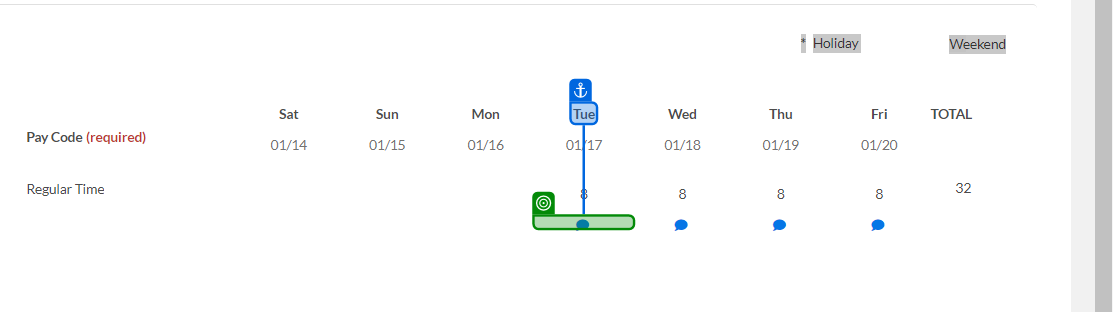 * Holiday Weekend
Sat Sun Mon Tue Wed Thu Fri TOTAL
Pay Code (required)
01/14 01/15 01/16 01/17 01/18 01/19 01/20
Regular Time 8 8 8 8 32